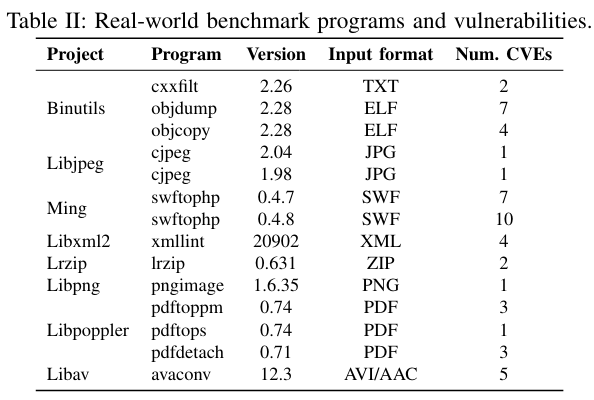 Table II: Real-world benchmark programs and vulnerabilities.
Project Program Version Input format Num. CVEs
cxxfilt 2.26 TXT 2
Binutils objdump 2.28 ELF 7
objcopy 2.28 ELF 4
Libjpeg
cjpeg 2.04 JPG 1
cjpeg 1.98 JPG 1
Ming
swftophp 0.4.7 SWF 7
swftophp 0.4.8 SWF 10
Libxml2 xmllint 20902 XML 4
Lrzip lrzip 0.631 ZIP 2
Libpng pngimage 1.6.35 PNG 1
pdftoppm 0.74 PDF 3
Libpoppler pdftops 0.74 PDF 1
pdfdetach 0.71 PDF 3
Libav avaconv 12.3 AVI/AAC 5